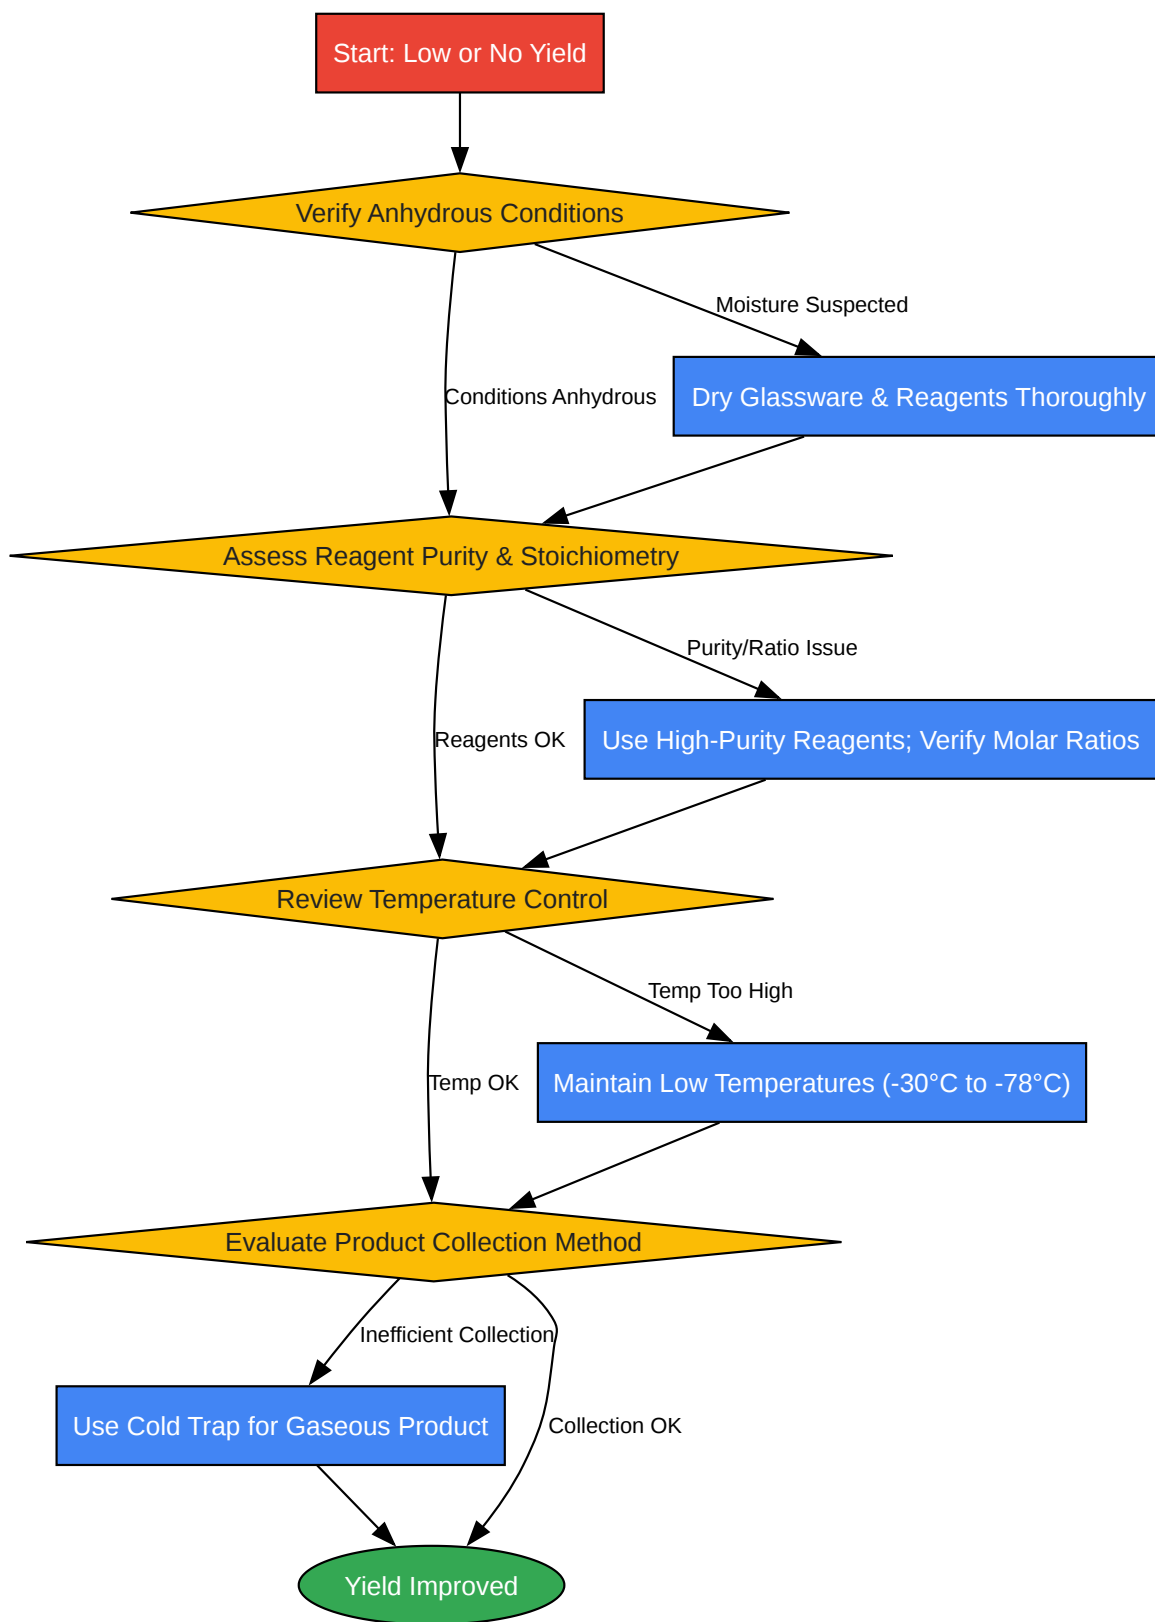 Start: Low or No Yield
Verify Anhydrous Conditions
Moisture Suspected
Conditions Anhydrous
Dry Glassware & Reagents Thoroughly
Assess Reagent Purity & Stoichiometry
Purity/Ratio Issue
Reagents OK
Use High-Purity Reagents; Verify Molar Ratios
Review Temperature Control
Temp Too High
Temp OK
Maintain Low Temperatures (-30°C to -78°C)
Evaluate Product Collection Method
Inefficient Collection
Use Cold Trap for Gaseous Product
Collection OK
Yield Improved